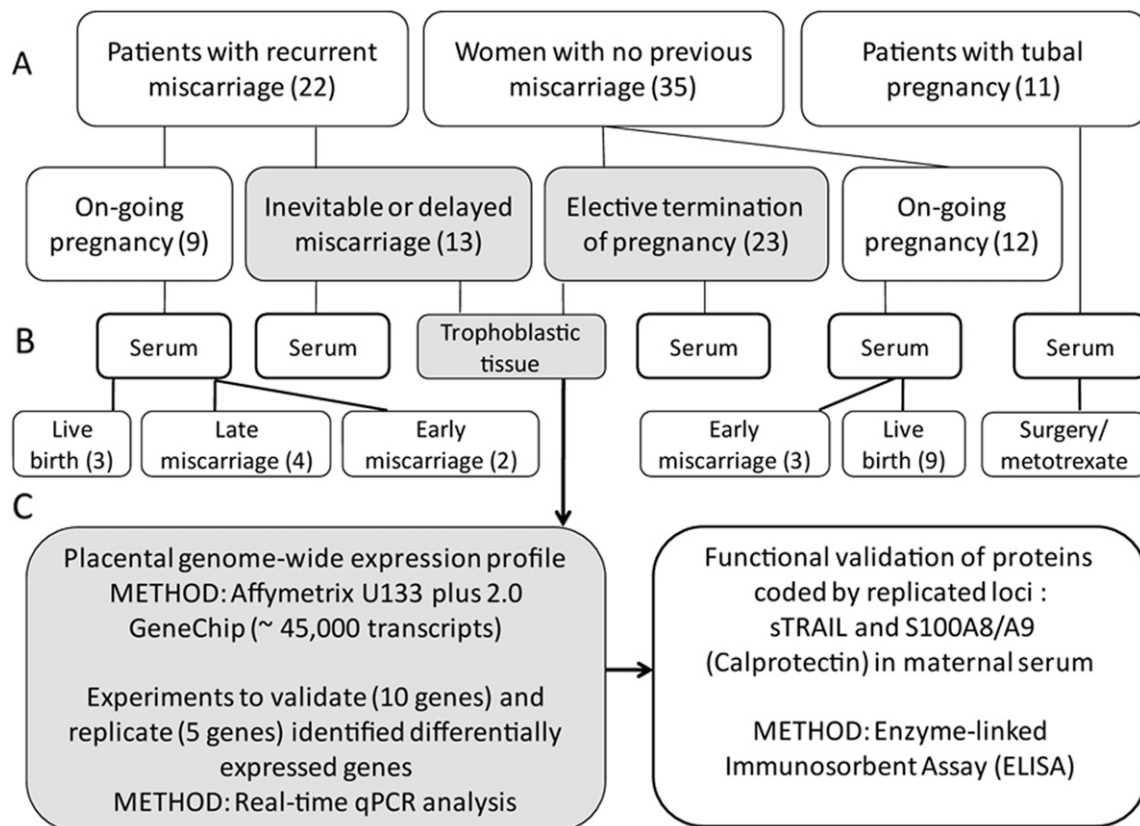 A
Patients with recurrent
miscarriage (22)
Women with no previous
miscarriage (35)
Patients with tubal
pregnancy (11)
On-going
pregnancy (9)
Inevitable or delayed
miscarriage (13)
Elective termination
of pregnancy (23)
On-going
pregnancy (12)
B
Serum
Serum
Trophoblastic
tissue
Serum
Serum
Serum
Live
birth (3)
Late
miscarriage (4)
Early
miscarriage (2)
Early
miscarriage (3)
Live
birth (9)
Surgery/
metotrexate
C
Placental genome-wide expression profile
METHOD: Affymetrix U133 plus 2.0
GeneChip (~ 45,000 transcripts)
Experiments to validate (10 genes) and
replicate (5 genes) identified differentially
expressed genes
METHOD: Real-time qPCR analysis
Functional validation of proteins
coded by replicated loci :
sTRAIL and S100A8/A9
(Calprotectin) in maternal serum
METHOD: Enzyme-linked
Immunosorbent Assay (ELISA)